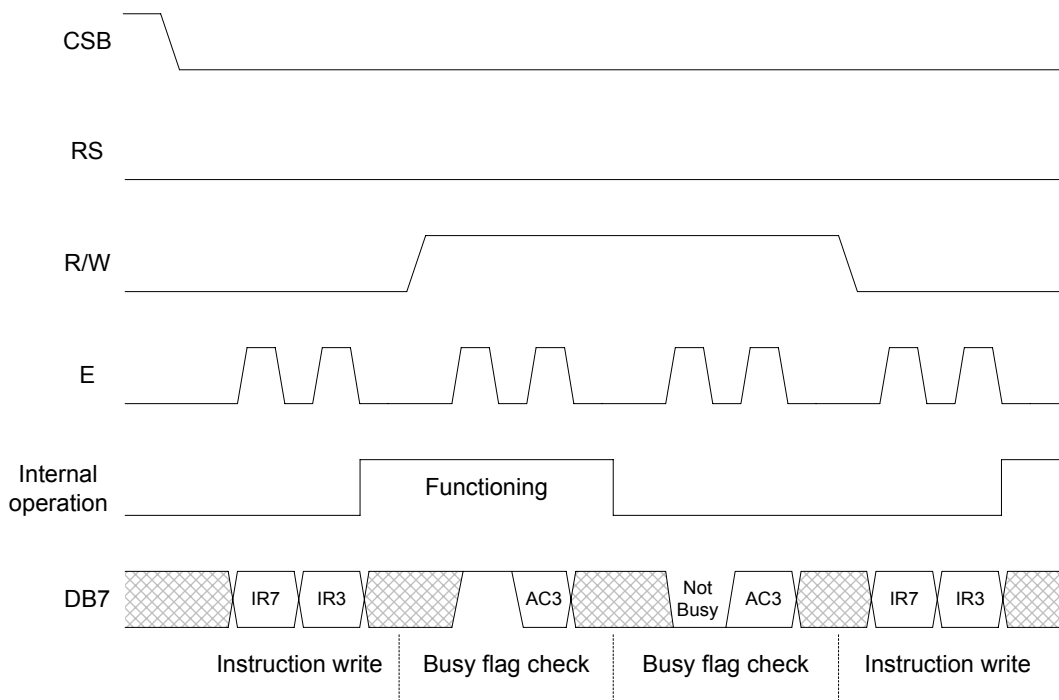 CSB
RS
R/W
E
Internal
operation
Functioning
DB7
IR7
IR3
AC3
Not
Busy
AC3
IR7
IR3
Instruction write
Busy flag check
Busy flag check
Instruction write